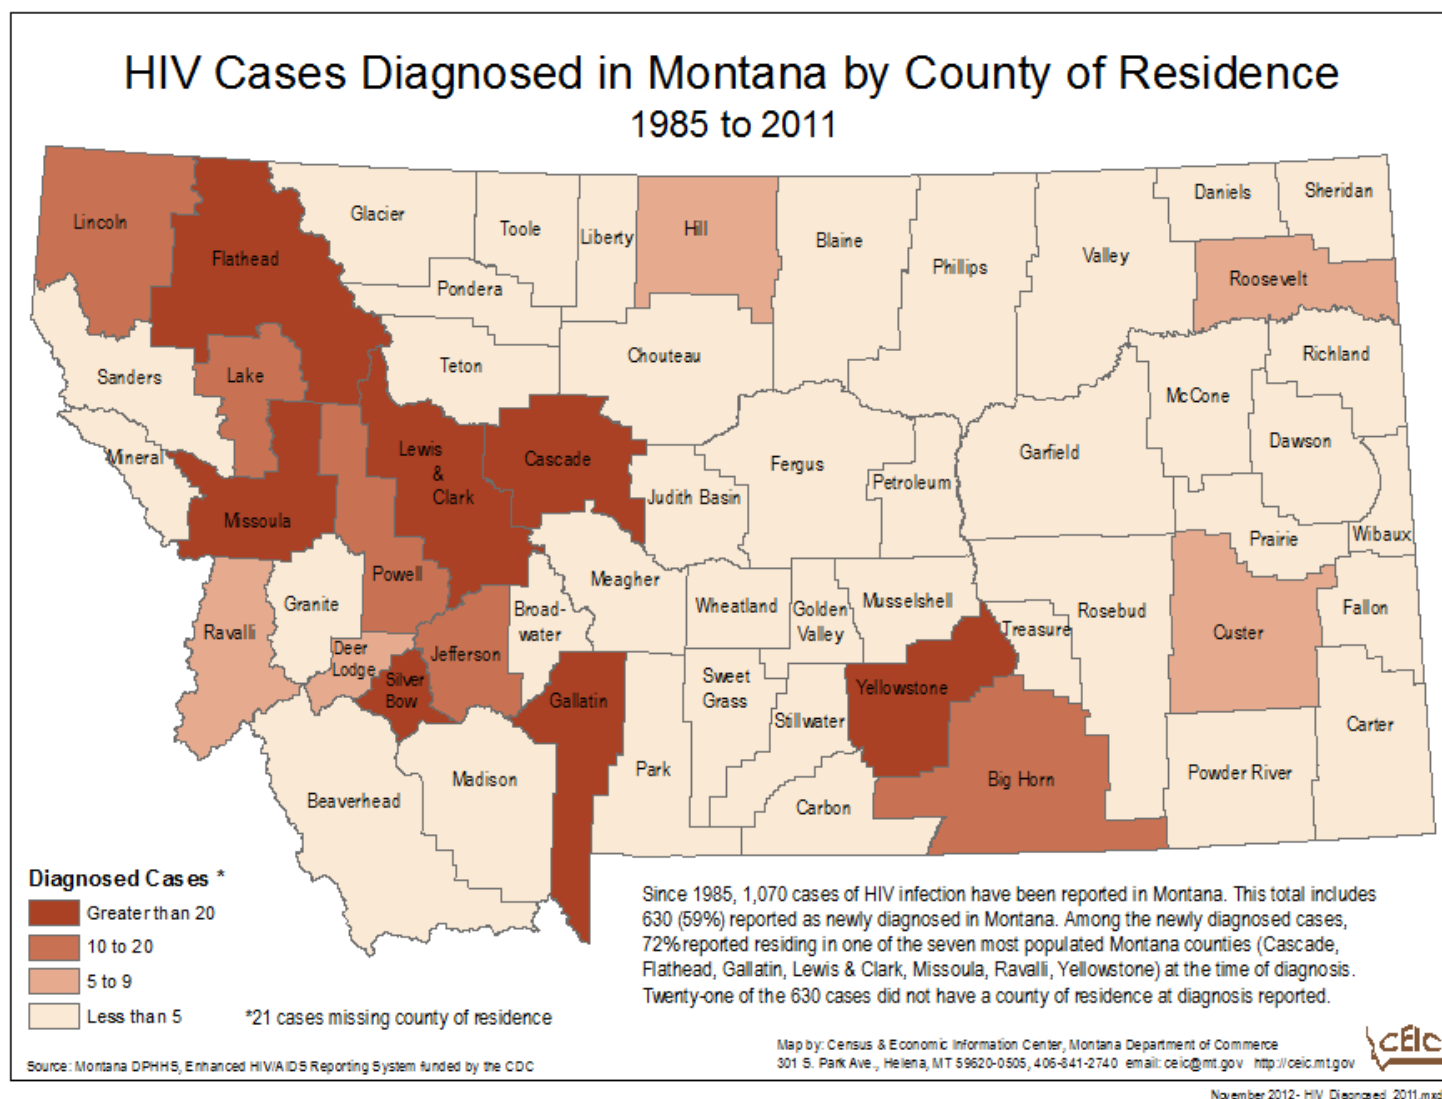 HIV Cases Diagnosed in Montana by County of Residence
1985 to 2011
Lincoln
Flathead
Glacier
Toole
Liberty
Hill
Blaine
Phillips
Valley
Daniels
Sheridan
Roosevelt
Pondera
Teton
Chouteau
Richland
Sanders
Lake
McCone
Mineral
Lewis
&
Clark
Cascade
Judith Basin
Fergus
Petroleum
Garfield
Dawson
Missoula
Prairie
Wibaux
Powell
Granite
Ravalli
Deer
Lodge
Silver
Bow
Jefferson
Broad-
water
Meagher
Wheatland
Golden
Valley
Musselshell
Treasure
Rosebud
Custer
Fallon
Gallatin
Sweet
Grass
Stillwater
Yellowstone
Carter
Beaverhead
Madison
Park
Carbon
Big Horn
Powder River
Diagnosed Cases *
Greater than 20
10 to 20
5 to 9
Less than 5
*21 cases missing county of residence
Since 1985, 1,070 cases of HIV infection have been reported in Montana. This total includes
630 (59%) reported as newly diagnosed in Montana. Among the newly diagnosed cases,
72% reported residing in one of the seven most populated Montana counties (Cascade,
Flathead, Gallatin, Lewis & Clark, Missoula, Ravalli, Yellowstone) at the time of diagnosis.
Twenty-one of the 630 cases did not have a county of residence at diagnosis reported.
Source: Montana DPHHS, Enhanced HIV/AIDS Reporting System funded by the CDC
Map by: Census & Economic Information Center, Montana Department of Commerce
301 S. Park Ave., Helena, MT 59620-0505, 406-841-2740 email: ceic@mt.gov http://ceic.mt.gov
CEIC
November 2012- HIV_Diagnosed_2011.mxd